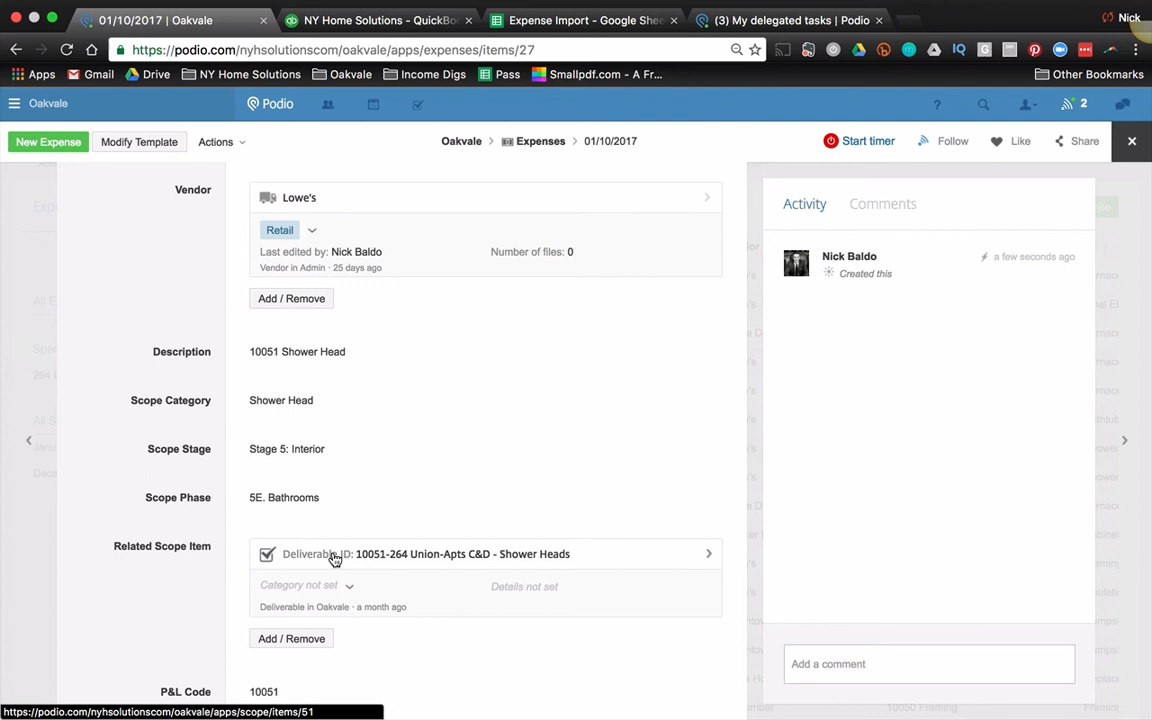 01/10/2017 | Oakvale
NY Home Solutions - QuickBo
Expense Import - Google Shee
(3) My delegated tasks | Podio
Nick
https://podio.com/nyhsolutionscom/oakvale/apps/expenses/items/27
Apps
Gmail
Drive
NY Home Solutions
Oakvale
Income Digs
Pass
Smallpdf.com - A Fr...
Other Bookmarks
Oakvale
Podio
?
2
New Expense
Modify Template
Actions
Oakvale
Expenses
01/10/2017
Start timer
Follow
Like
Share
Vendor
Lowe's
Retail
Last edited by: Nick Baldo
Number of files: 0
Vendor in Admin · 25 days ago
Add / Remove
Description
10051 Shower Head
Scope Category
Shower Head
Scope Stage
Stage 5: Interior
Scope Phase
5E. Bathrooms
Related Scope Item
Deliverable ID: 10051-264 Union-Apts C&D - Shower Heads
Category not set
Details not set
Deliverable in Oakvale · a month ago
Add / Remove
P&L Code
10051
Activity
Comments
Nick Baldo
a few seconds ago
Created this
Add a comment
https://podio.com/nyhsolutionscom/oakvale/apps/scope/items/51
10050 Framing